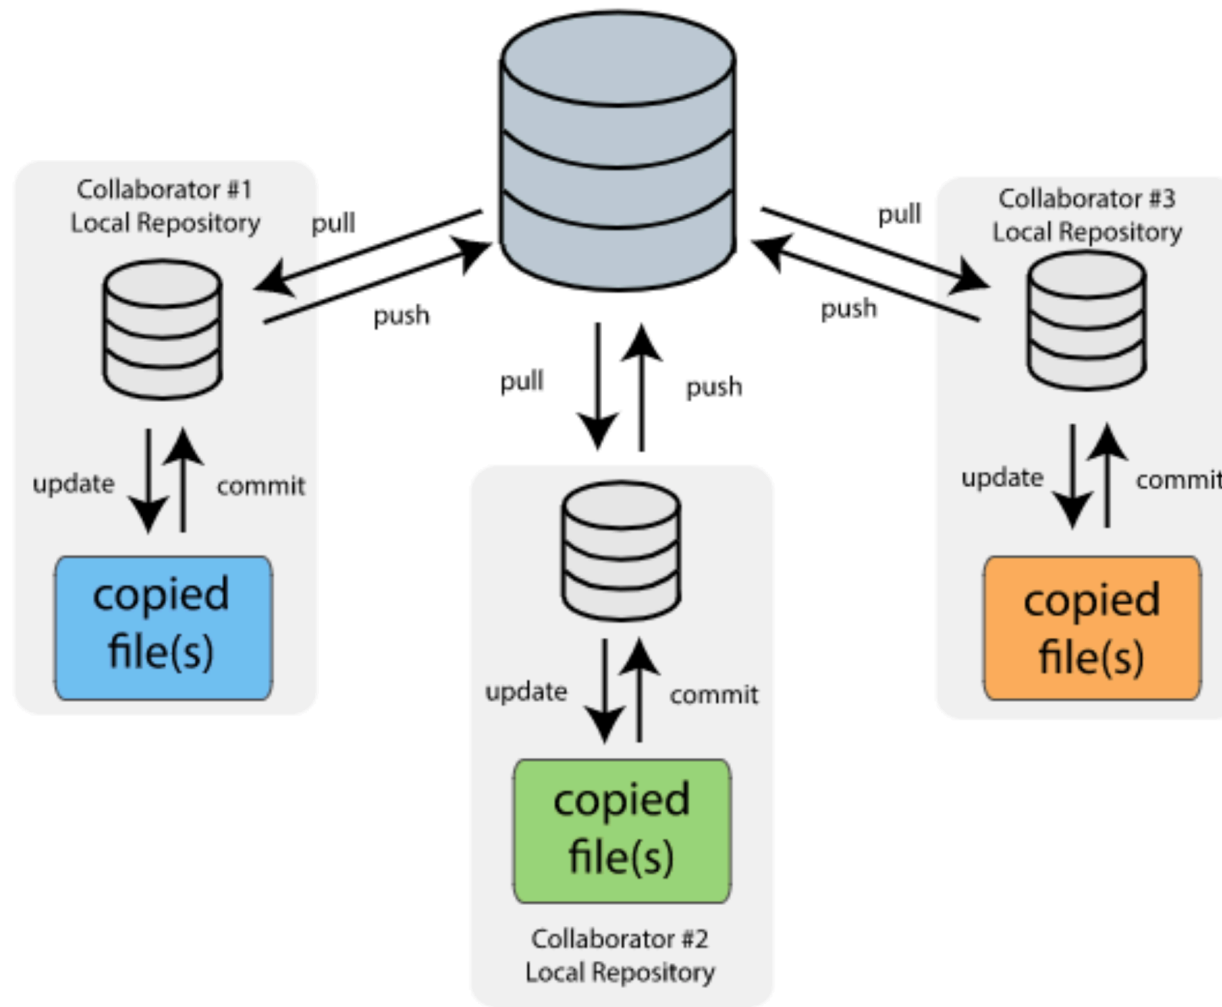 Collaborator #1
Local Repository
pull
push
update
commit
copied
file(s)
pull
push
update
commit
copied
file(s)
Collaborator #2
Local Repository
Collaborator #3
Local Repository
pull
push
update
commit
copied
file(s)